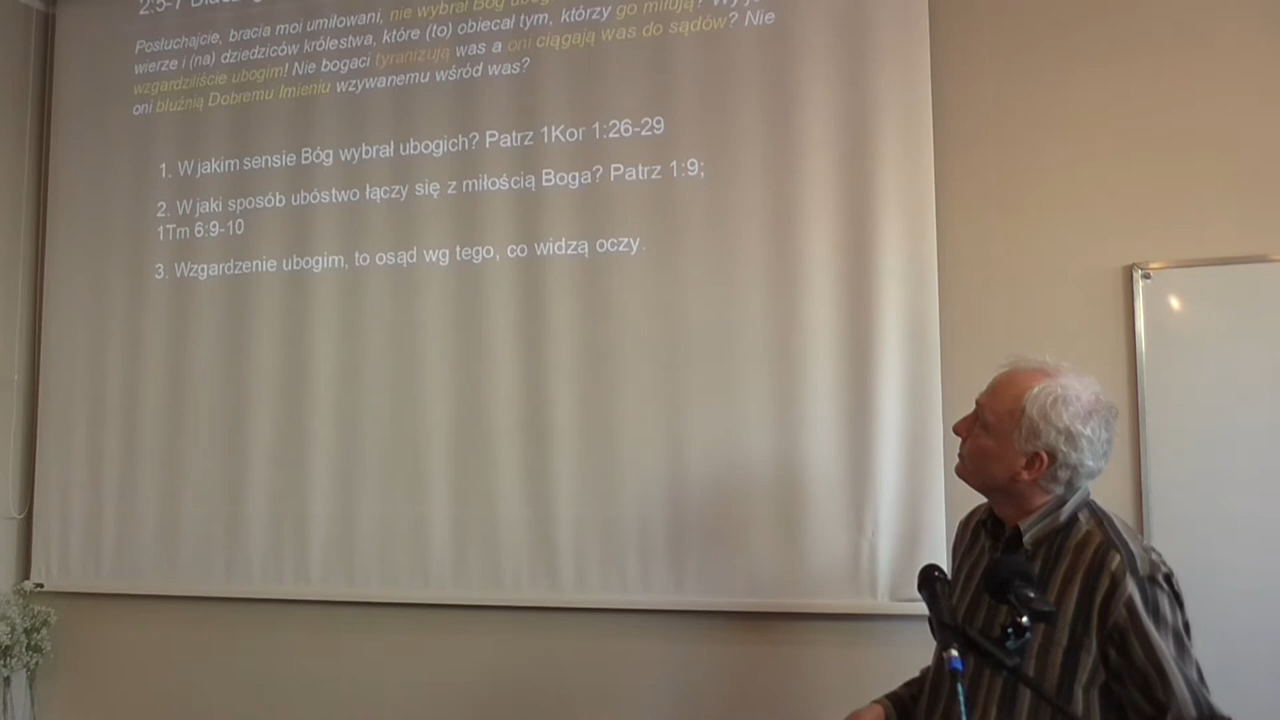 2:5-7
Posłuchajcie, bracia moi umiłowani, nie wybrał Bóg
wierze i (na) dziedziców królestwa, które (to) obiecał tym, którzy go miłują?
wzgardziliście ubogim! Nie bogaci tyranizują was a oni ciągają was do sądów? Nie
oni bluźnią Dobremu Imieniu wzywanemu wśród was?
1. W jakim sensie Bóg wybrał ubogich? Patrz 1Kor 1:26-29
2. W jaki sposób ubóstwo łączy się z miłością Boga? Patrz 1:9;
1Tm 6:9-10
3. Wzgardzenie ubogim, to osąd wg tego, co widzą oczy.